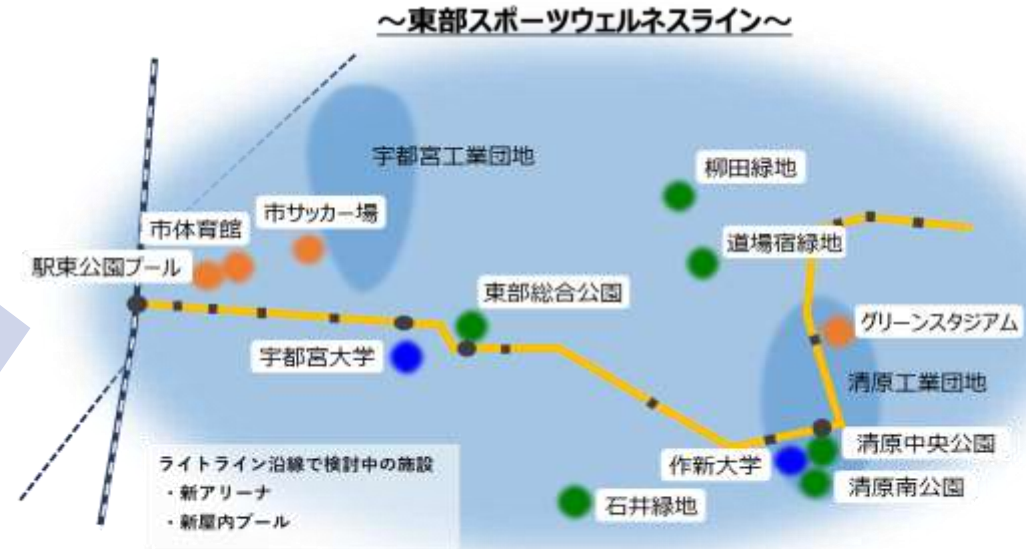 ～東部スポーツウェルネスライン～
宇都宮工業団地
柳田緑地
市サッカー場
市体育館
道場宿緑地
駅東公園プール
東部総合公園
グリーンスタジアム
宇都宮大学
清原工業団地
清原中央公園
作新大学
清原南公園
石井緑地
ライトライン沿線で検討中の施設
・新アリーナ
・新屋内プール